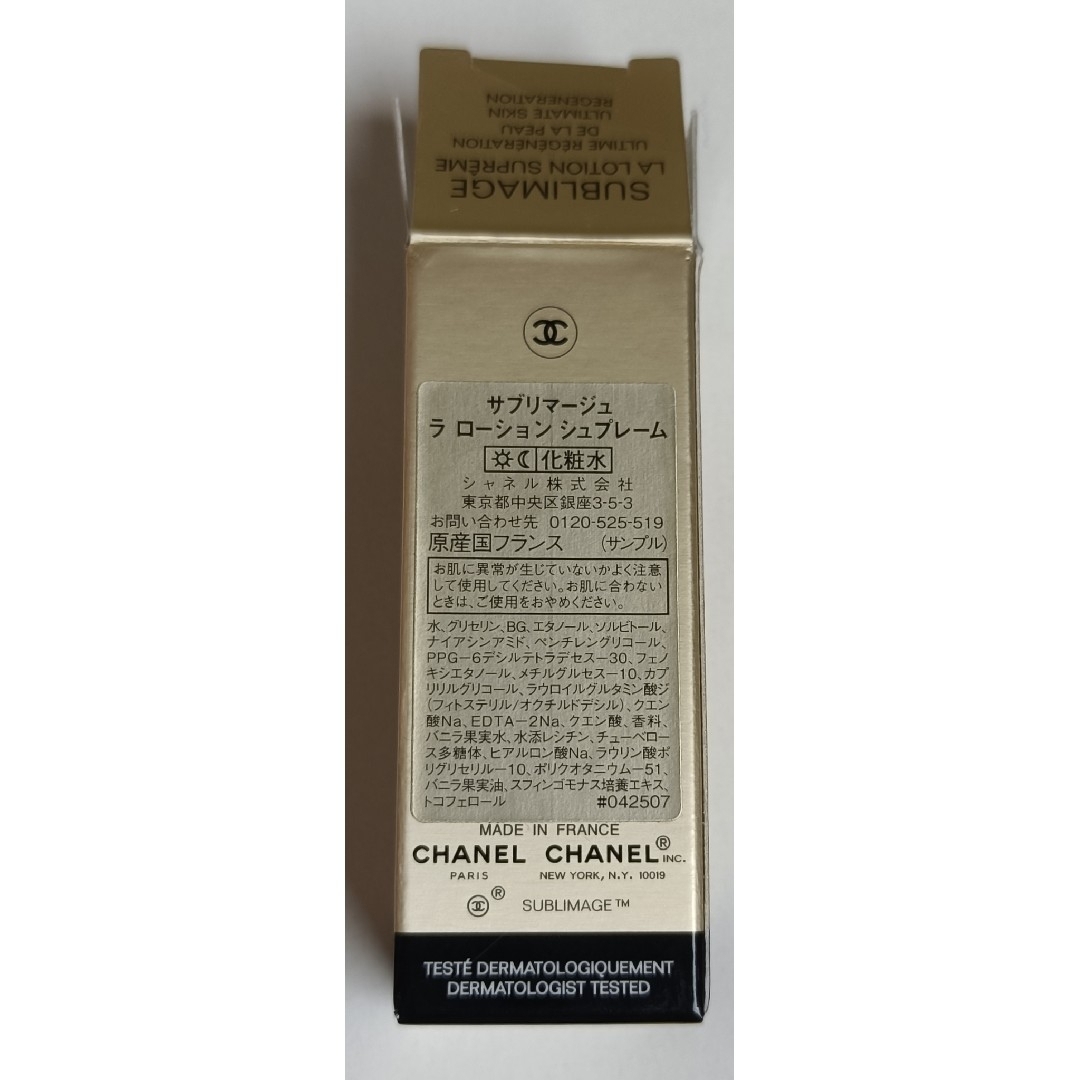 SUBLIMAGE
LA LOTION SUPRÊME
ULTIME RÉGÉNÉRATION
DE LA PEAU
ULTIMATE SKIN
REGENERATION
サブリマージュ
ラ ローション シュプレーム
化粧水
シャネル株式会社
東京都中央区銀座3-5-3
お問い合わせ先 0120-525-519
原産国フランス (サンプル)
お肌に異常が生じていないかよく注意
して使用してください。お肌に合わない
ときは、ご使用をおやめください。
水、グリセリン、BG、エタノール、ソルビトール、
ナイアシンアミド、ペンチレングリコール、
PPG-6デシルテトラデセス-30、フェノ
キシエタノール、メチルグルセス-10、カプ
リリルグリコール、ラウロイルグルタミン酸ジ
(フィトステリル/オクチルドデシル)、クエン
酸Na、EDTA-2Na、クエン酸、香料、
バニラ果実水、水添レシチン、チューベロー
ス多糖体、ヒアルロン酸Na、ラウリン酸ポ
リグリセリル-10、ポリクオタニウム-51、
バニラ果実油、スフィンゴモナス培養エキス、
トコフェロール #042507
MADE IN FRANCE
CHANEL CHANEL® INC.
PARIS NEW YORK, N.Y. 10019
® SUBLIMAGE™
TESTÉ DERMATOLOGIQUEMENT
DERMATOLOGIST TESTED